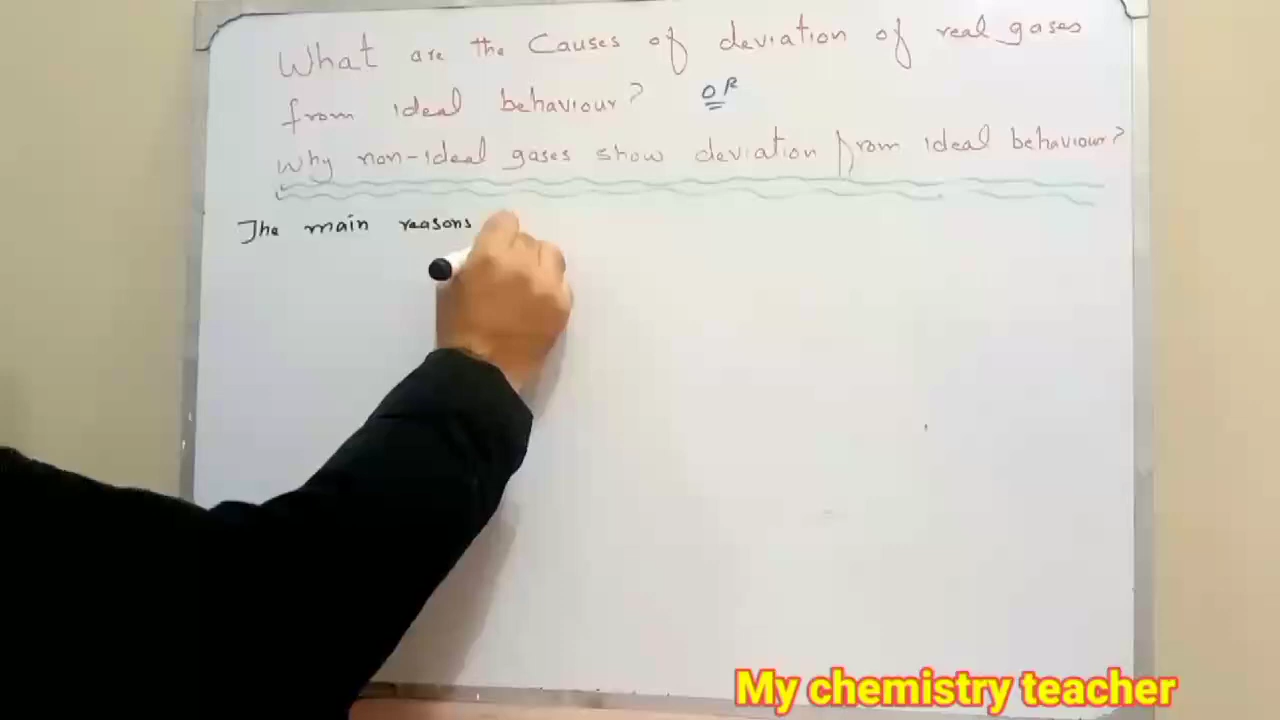 What are the Causes of deviation of real gases
from ideal behaviour? OR
Why non-ideal gases show deviation from ideal behaviour?
The main reasons
My chemistry teacher